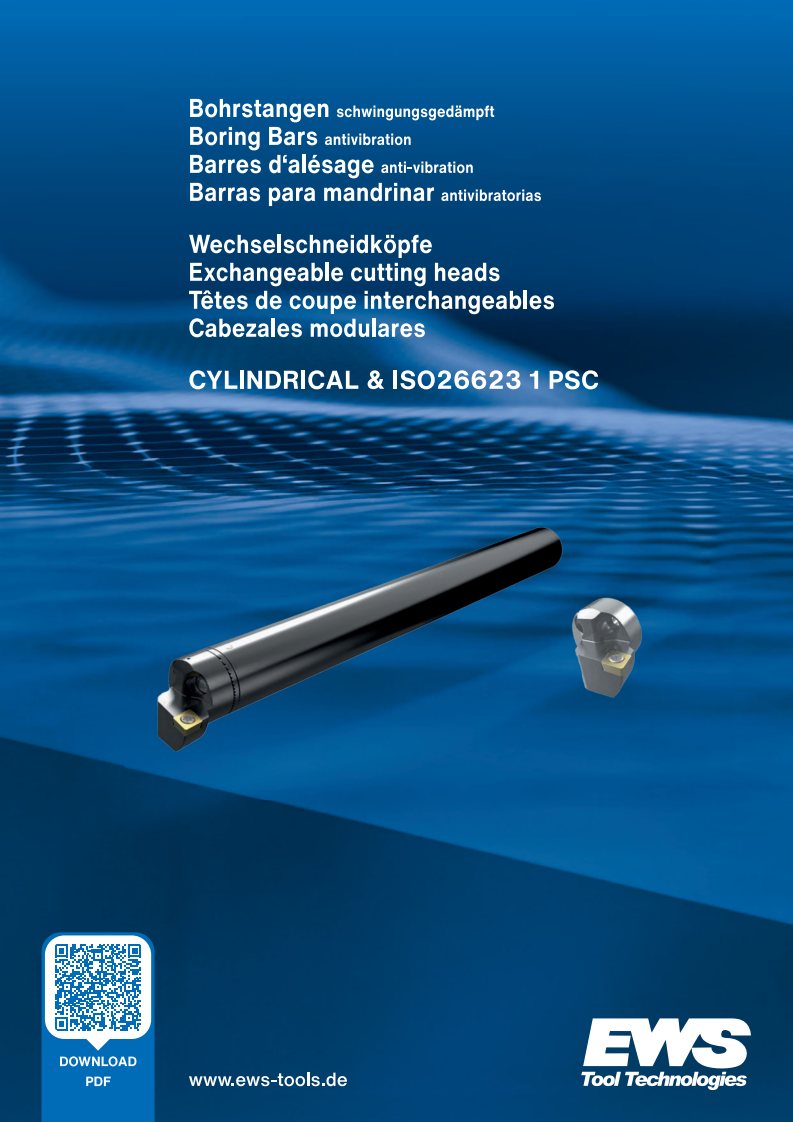 Bohrstangen schwingungsgedämpft
Boring Bars antivibration
Barres d‘alésage anti-vibration
Barras para mandrinar antivibratorias
Wechselschneidköpfe
Exchangeable cutting heads
Têtes de coupe interchangeables
Cabezales modulares
CYLINDRICAL & ISO26623 1 PSC
DOWNLOAD
PDF
www.ews-tools.de
EWS
Tool Technologies